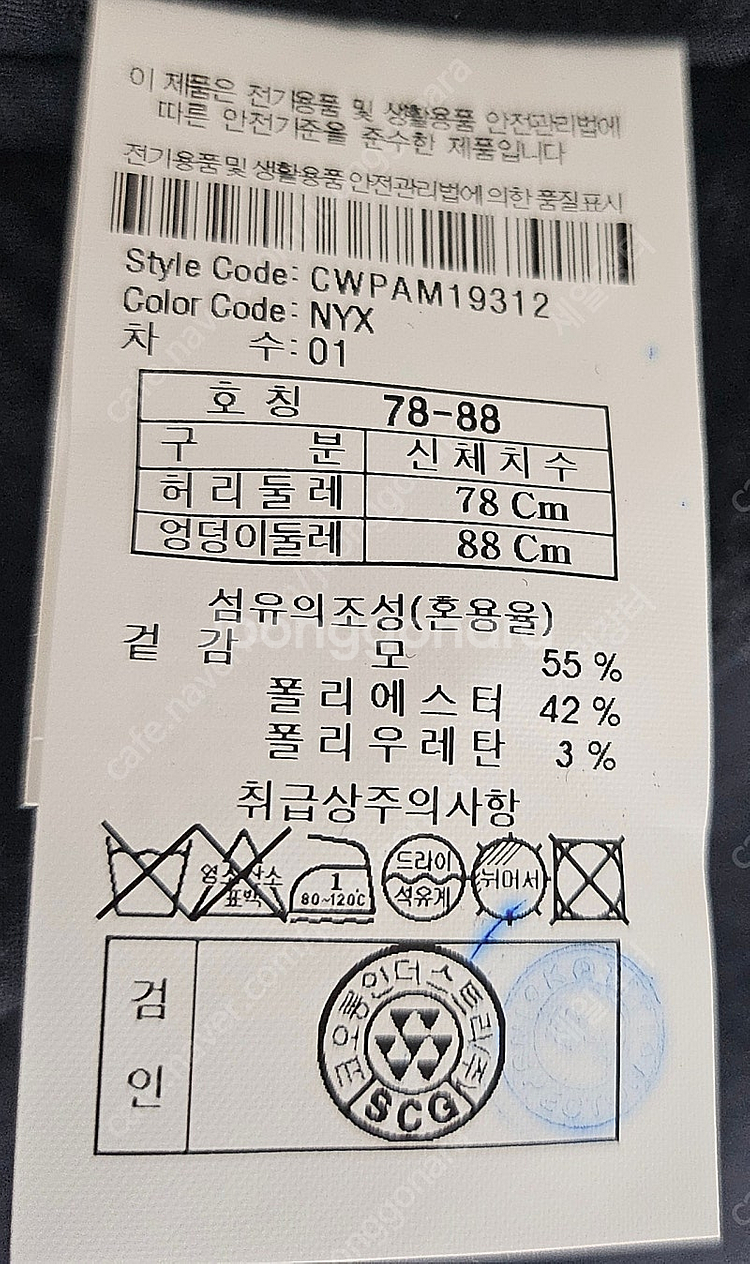 이 제품은 전기용품 및 생활용품 안전관리법에
따른 안전기준을 준수한 제품입니다
전기용품 및 생활용품 안전관리법에 의한 품질표시
Style Code: CWPAM19312
Color Code: NYX
차 수: 01
호 칭 78-88
구 분 신체치수
허리둘레 78 Cm
엉덩이둘레 88 Cm
섬유의조성(혼용율)
겉 감 모 55 %
폴리에스터 42 %
폴리우레탄 3 %
취급상주의사항
염소 산소
표백
1
80~120℃
드라이
석유계
뉘어서
검
인
코오롱인더스트리(주)
SCG